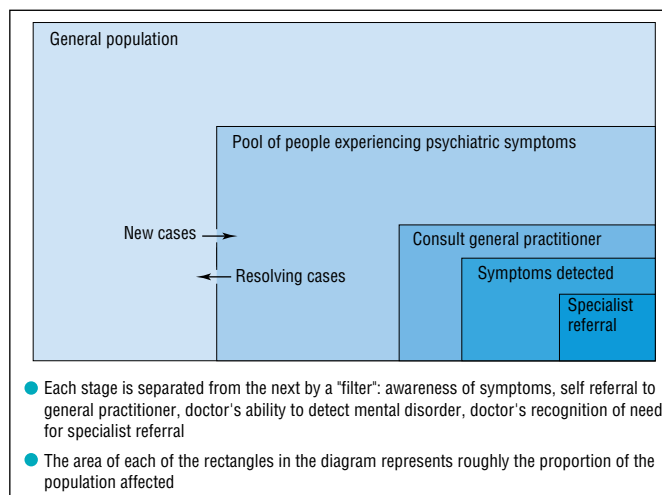 General population
Pool of people experiencing psychiatric symptoms
New cases
Consult general practitioner
Resolving cases
Symptoms detected
Specialist
referral
Each stage is separated from the next by a "filter": awareness of symptoms, self referral to
general practitioner, doctor's ability to detect mental disorder, doctor's recognition of need
for specialist referral
The area of each of the rectangles in the diagram represents roughly the proportion of the
population affected